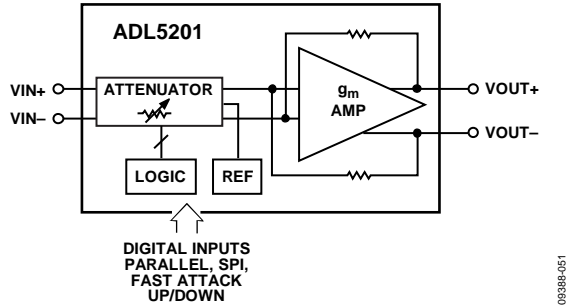 ADL5201
VIN+
VIN–
ATTENUATOR
gm
AMP
VOUT+
VOUT–
LOGIC
REF
DIGITAL INPUTS
PARALLEL, SPI,
FAST ATTACK
UP/DOWN
09388-051